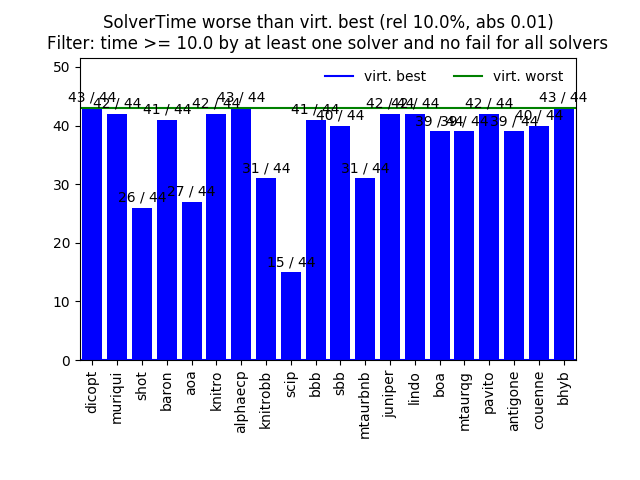 SolverTime worse than virt. best (rel 10.0%, abs 0.01)
Filter: time >= 10.0 by at least one solver and no fail for all solvers
virt. best
virt. worst
50
40
30
20
10
0
43 / 44
42 / 44
26 / 44
41 / 44
27 / 44
42 / 44
43 / 44
31 / 44
15 / 44
41 / 44
40 / 44
31 / 44
42 / 44
42 / 44
39 / 44
39 / 44
42 / 44
39 / 44
40 / 44
43 / 44
dicopt
muriqui
shot
baron
aoa
knitro
alphaecp
knitrobb
scip
bbb
sbb
mtaurbnb
juniper
lindo
boa
mtaurqg
pavito
antigone
couenne
bhyb